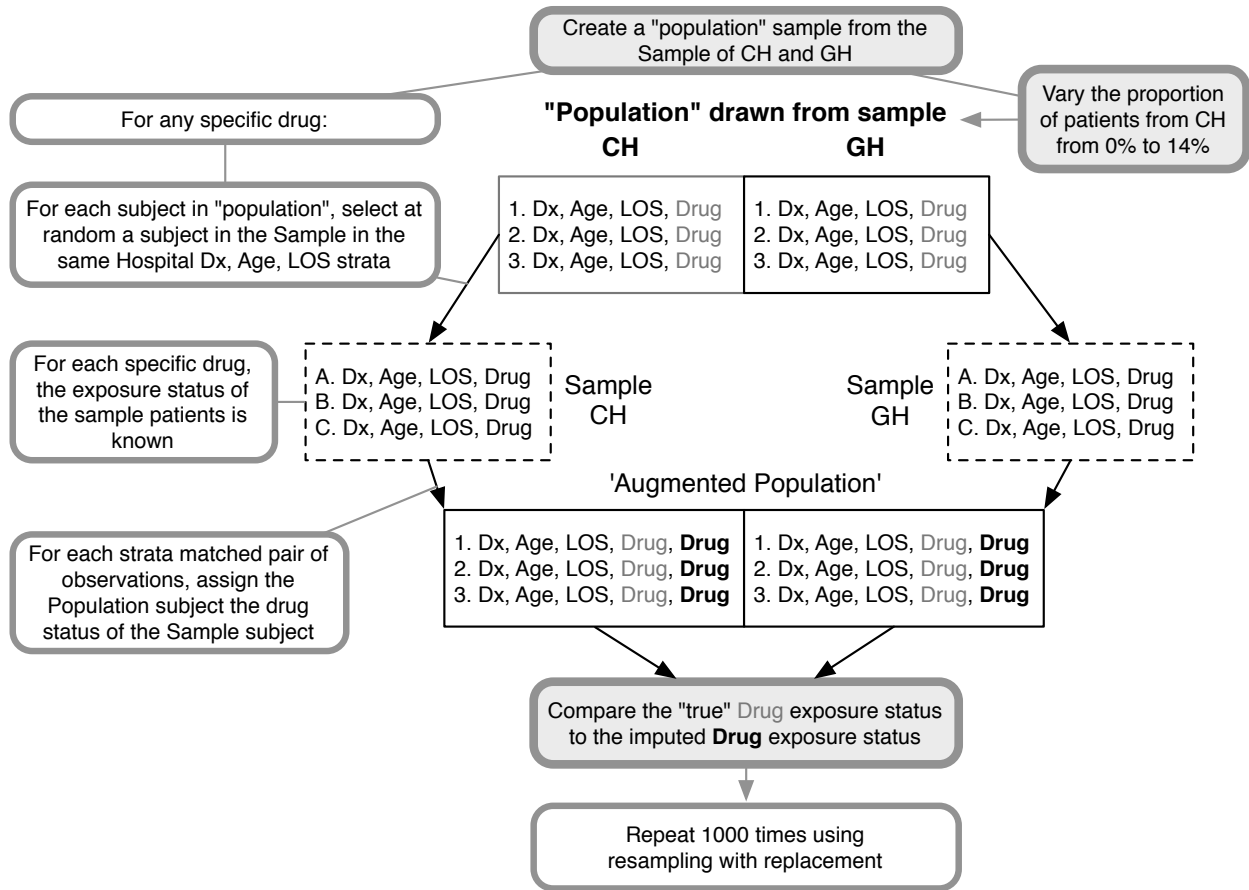 Create a "population" sample from the
Sample of CH and GH
Vary the proportion
of patients from CH
from 0% to 14%
For any specific drug:
"Population" drawn from sample
CH
GH
For each subject in "population", select at
random a subject in the Sample in the
same Hospital Dx, Age, LOS strata
1. Dx, Age, LOS, Drug
2. Dx, Age, LOS, Drug
3. Dx, Age, LOS, Drug
1. Dx, Age, LOS, Drug
2. Dx, Age, LOS, Drug
3. Dx, Age, LOS, Drug
For each specific drug,
the exposure status of
the sample patients is
known
A. Dx, Age, LOS, Drug
B. Dx, Age, LOS, Drug
C. Dx, Age, LOS, Drug
Sample
CH
Sample
GH
A. Dx, Age, LOS, Drug
B. Dx, Age, LOS, Drug
C. Dx, Age, LOS, Drug
'Augmented Population'
For each strata matched pair of
observations, assign the
Population subject the drug
status of the Sample subject
1. Dx, Age, LOS, Drug, Drug
2. Dx, Age, LOS, Drug, Drug
3. Dx, Age, LOS, Drug, Drug
1. Dx, Age, LOS, Drug, Drug
2. Dx, Age, LOS, Drug, Drug
3. Dx, Age, LOS, Drug, Drug
Compare the "true" Drug exposure status
to the imputed Drug exposure status
Repeat 1000 times using
resampling with replacement